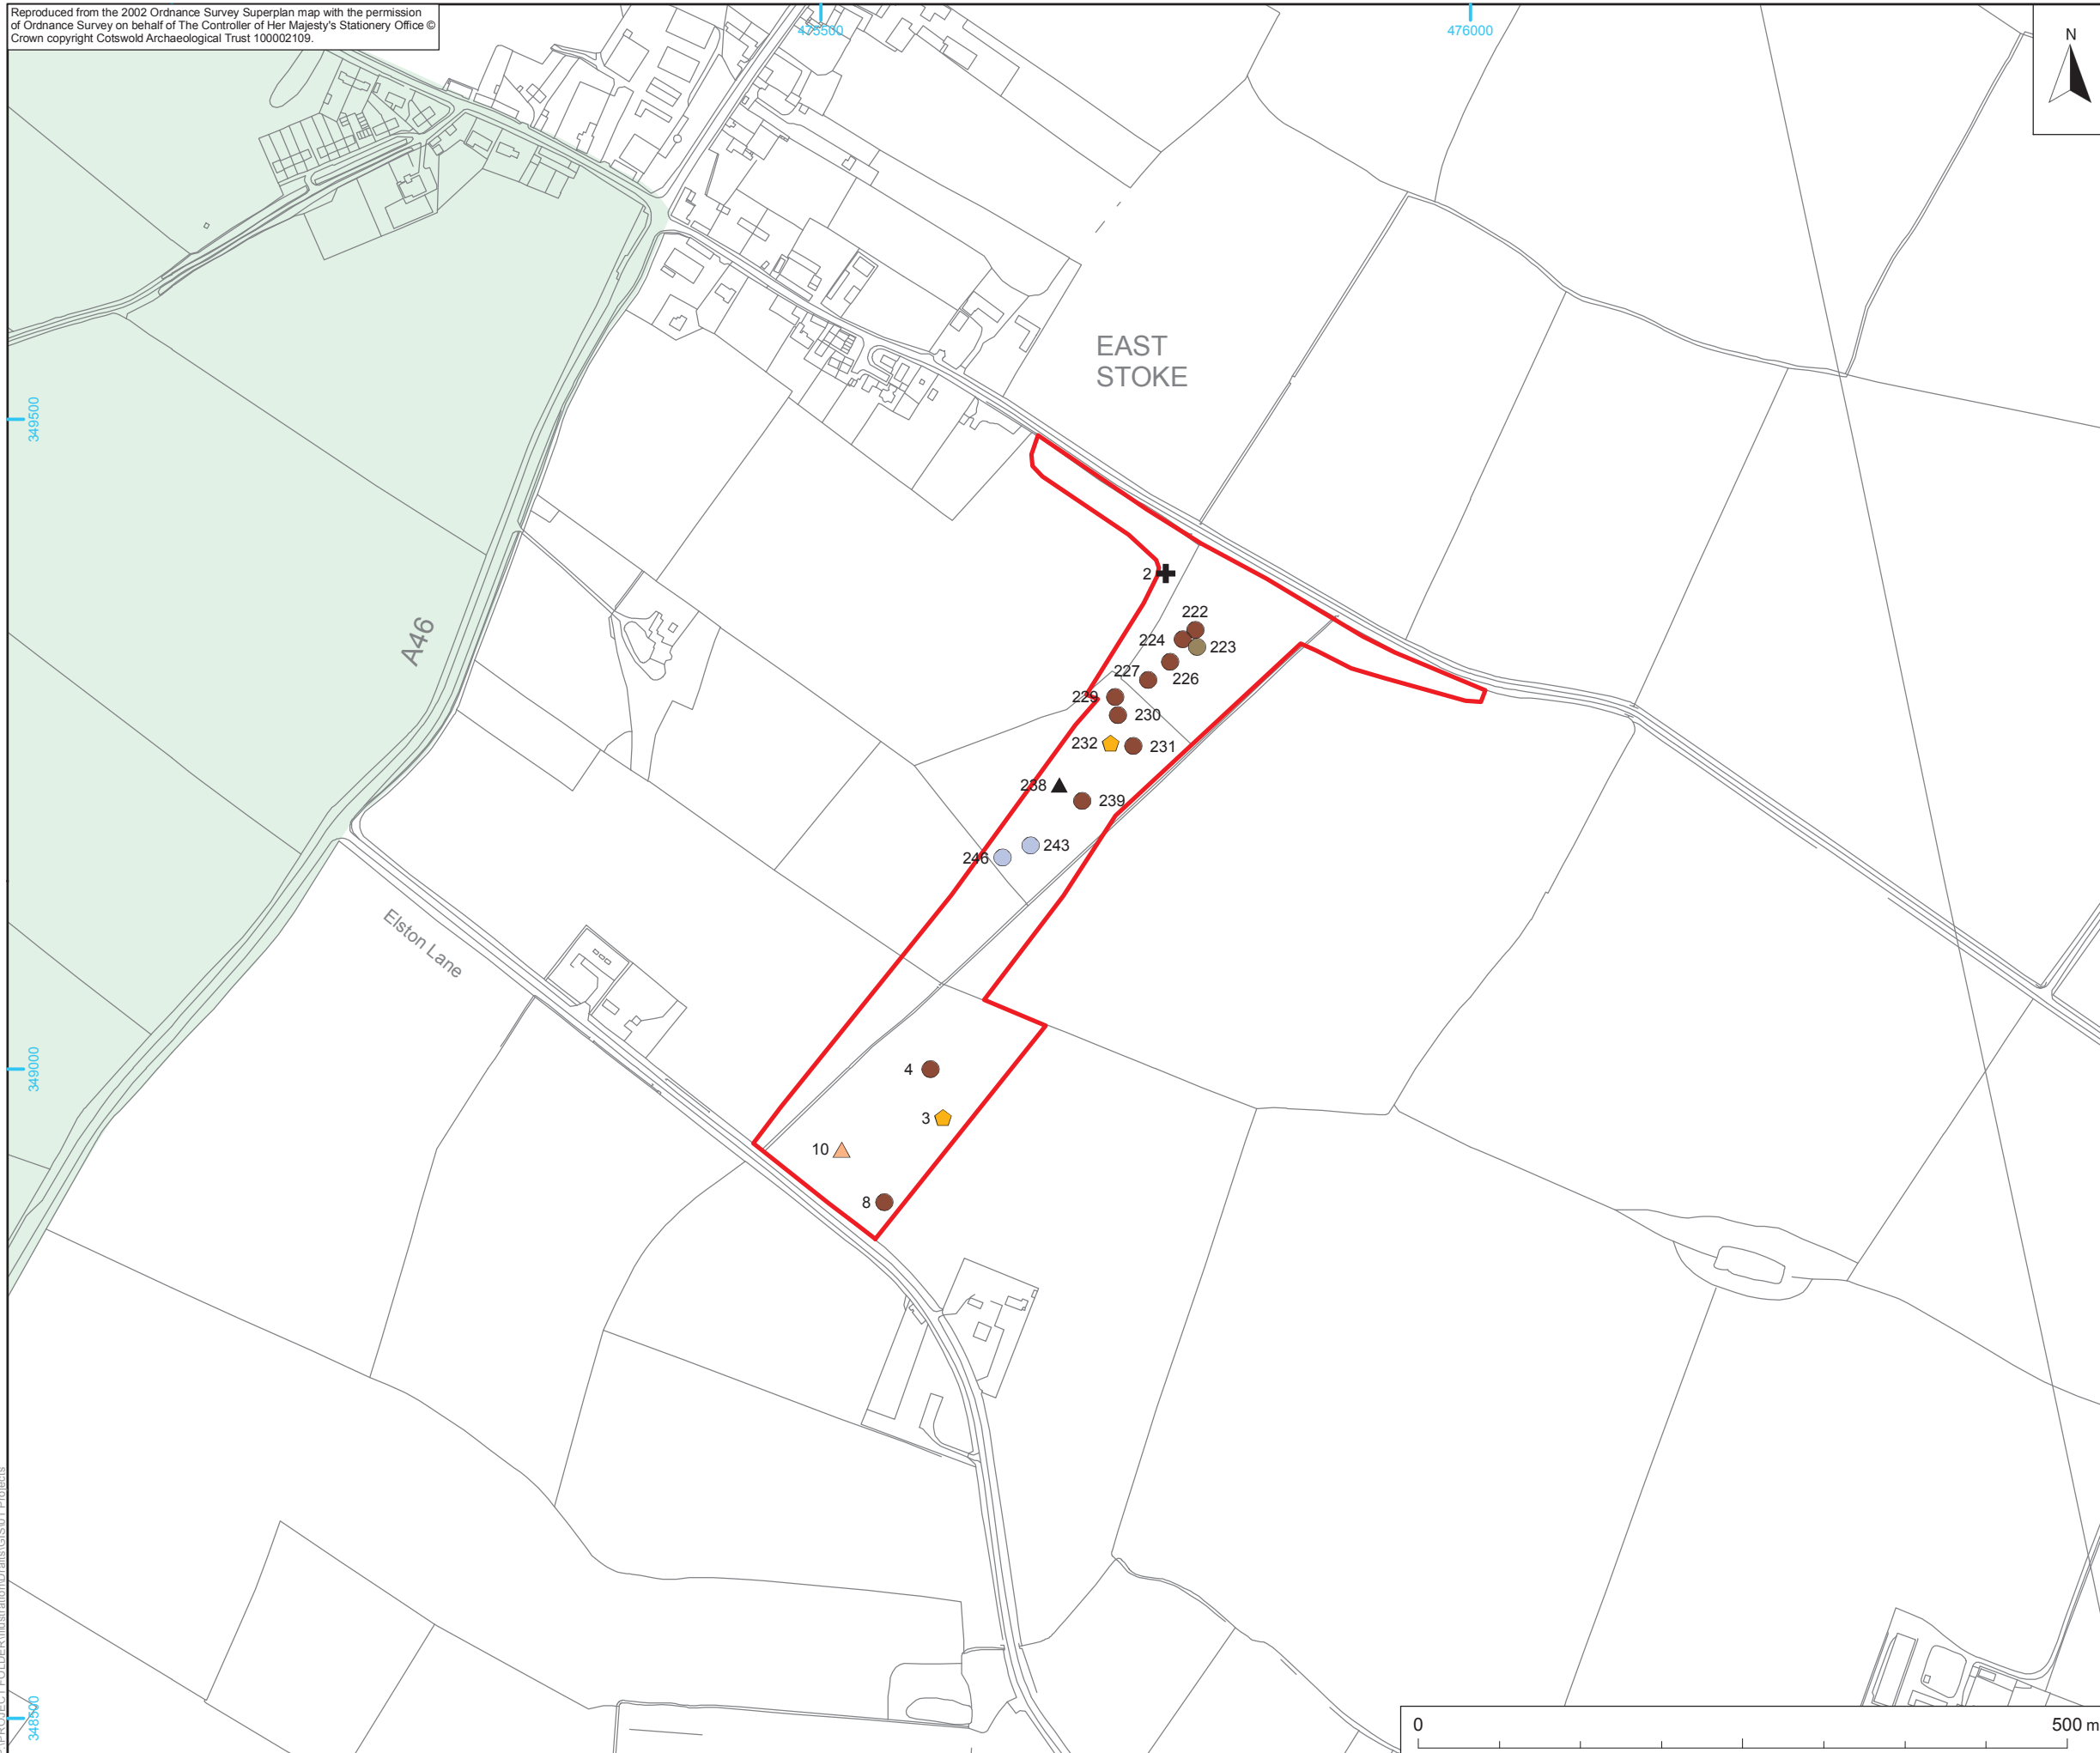 Reproduced from the 2002 Ordnance Survey Superplan map with the permission
of Ordnance Survey on behalf of The Controller of Her Majesty's Stationery Office ©
Crown copyright Cotswold Archaeological Trust 100002109.
475500
476000
N
349500
EAST
STOKE
A46
2
222
224
223
227
226
229
230
232
231
238
239
243
246
Elston Lane
349000
4
3
10
8
348500
0
500 m